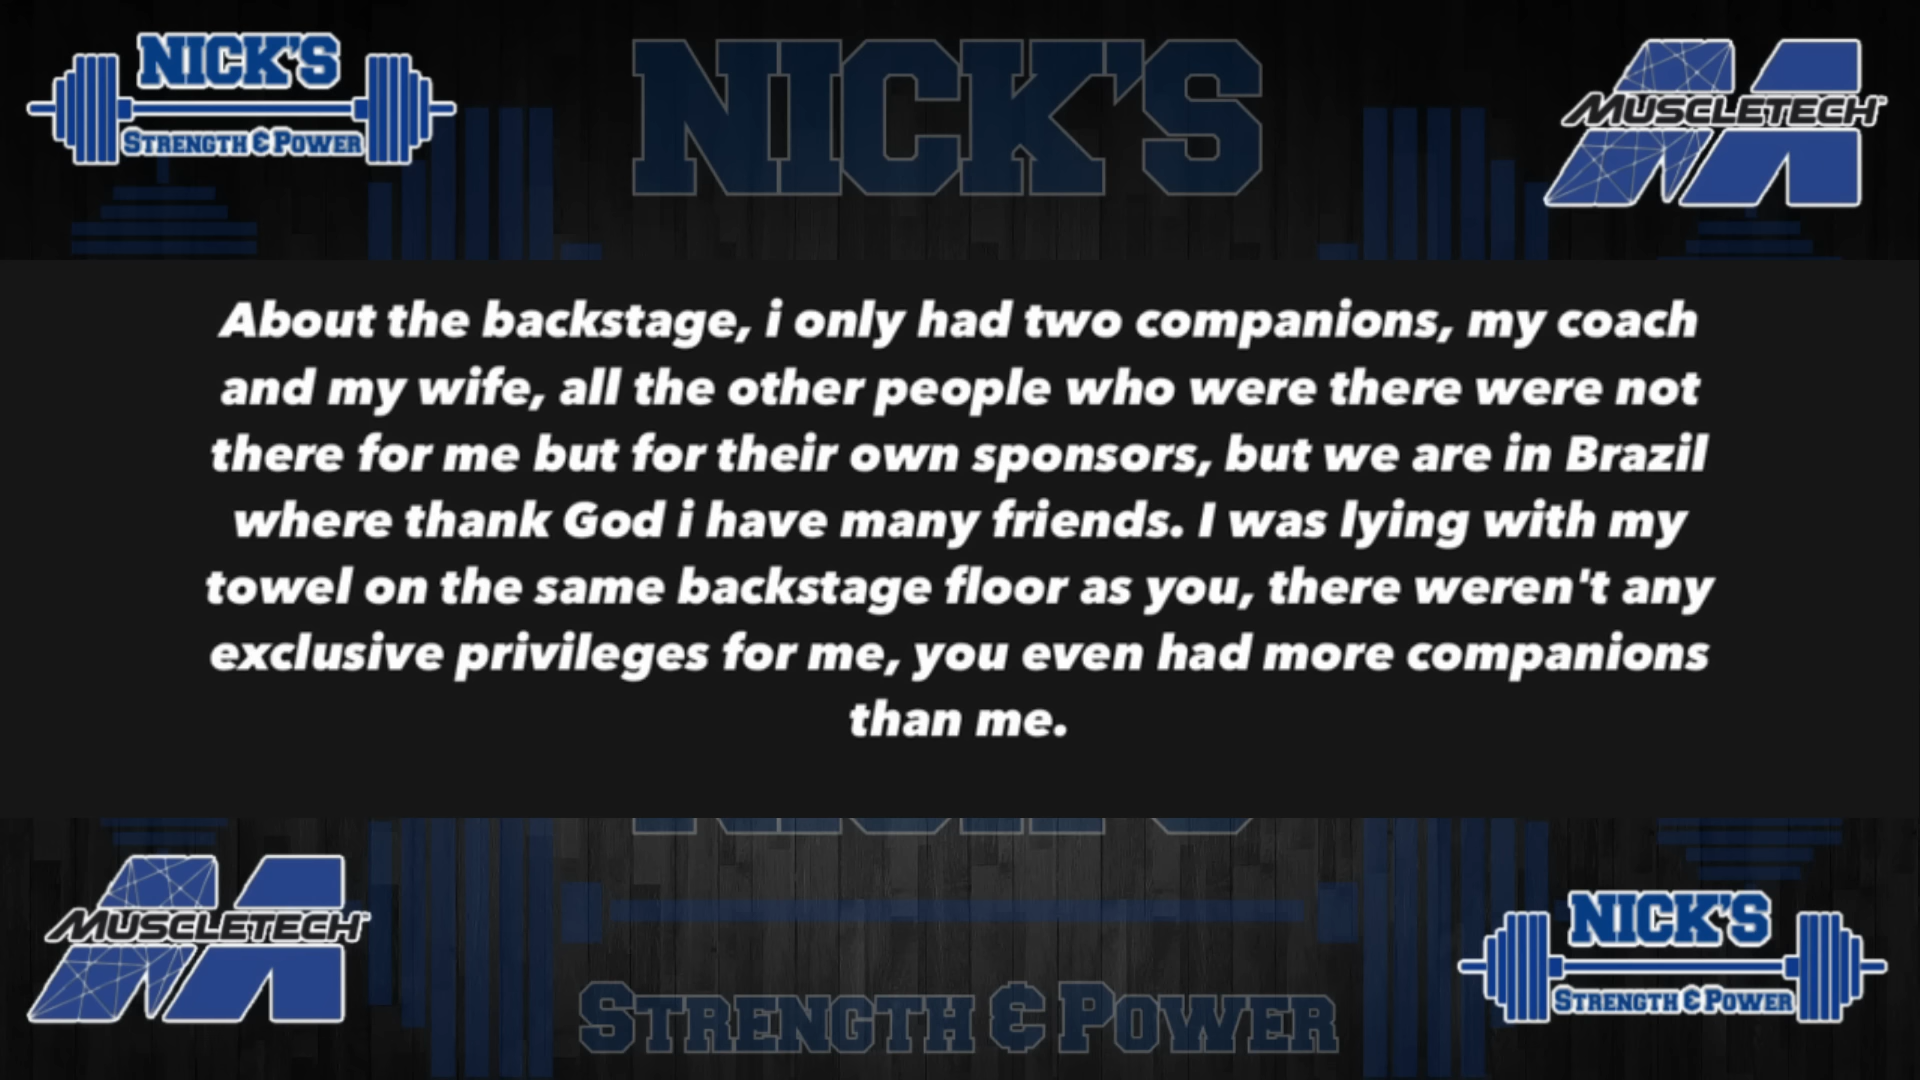 NICK'S
STRENGTH & POWER
NICK'S
MUSCLETECH
About the backstage, i only had two companions, my coach
and my wife, all the other people who were there were not
there for me but for their own sponsors, but we are in Brazil
where thank God i have many friends. I was lying with my
towel on the same backstage floor as you, there weren't any
exclusive privileges for me, you even had more companions
than me.
MUSCLETECH
STRENGTH & POWER
NICK'S
STRENGTH & POWER